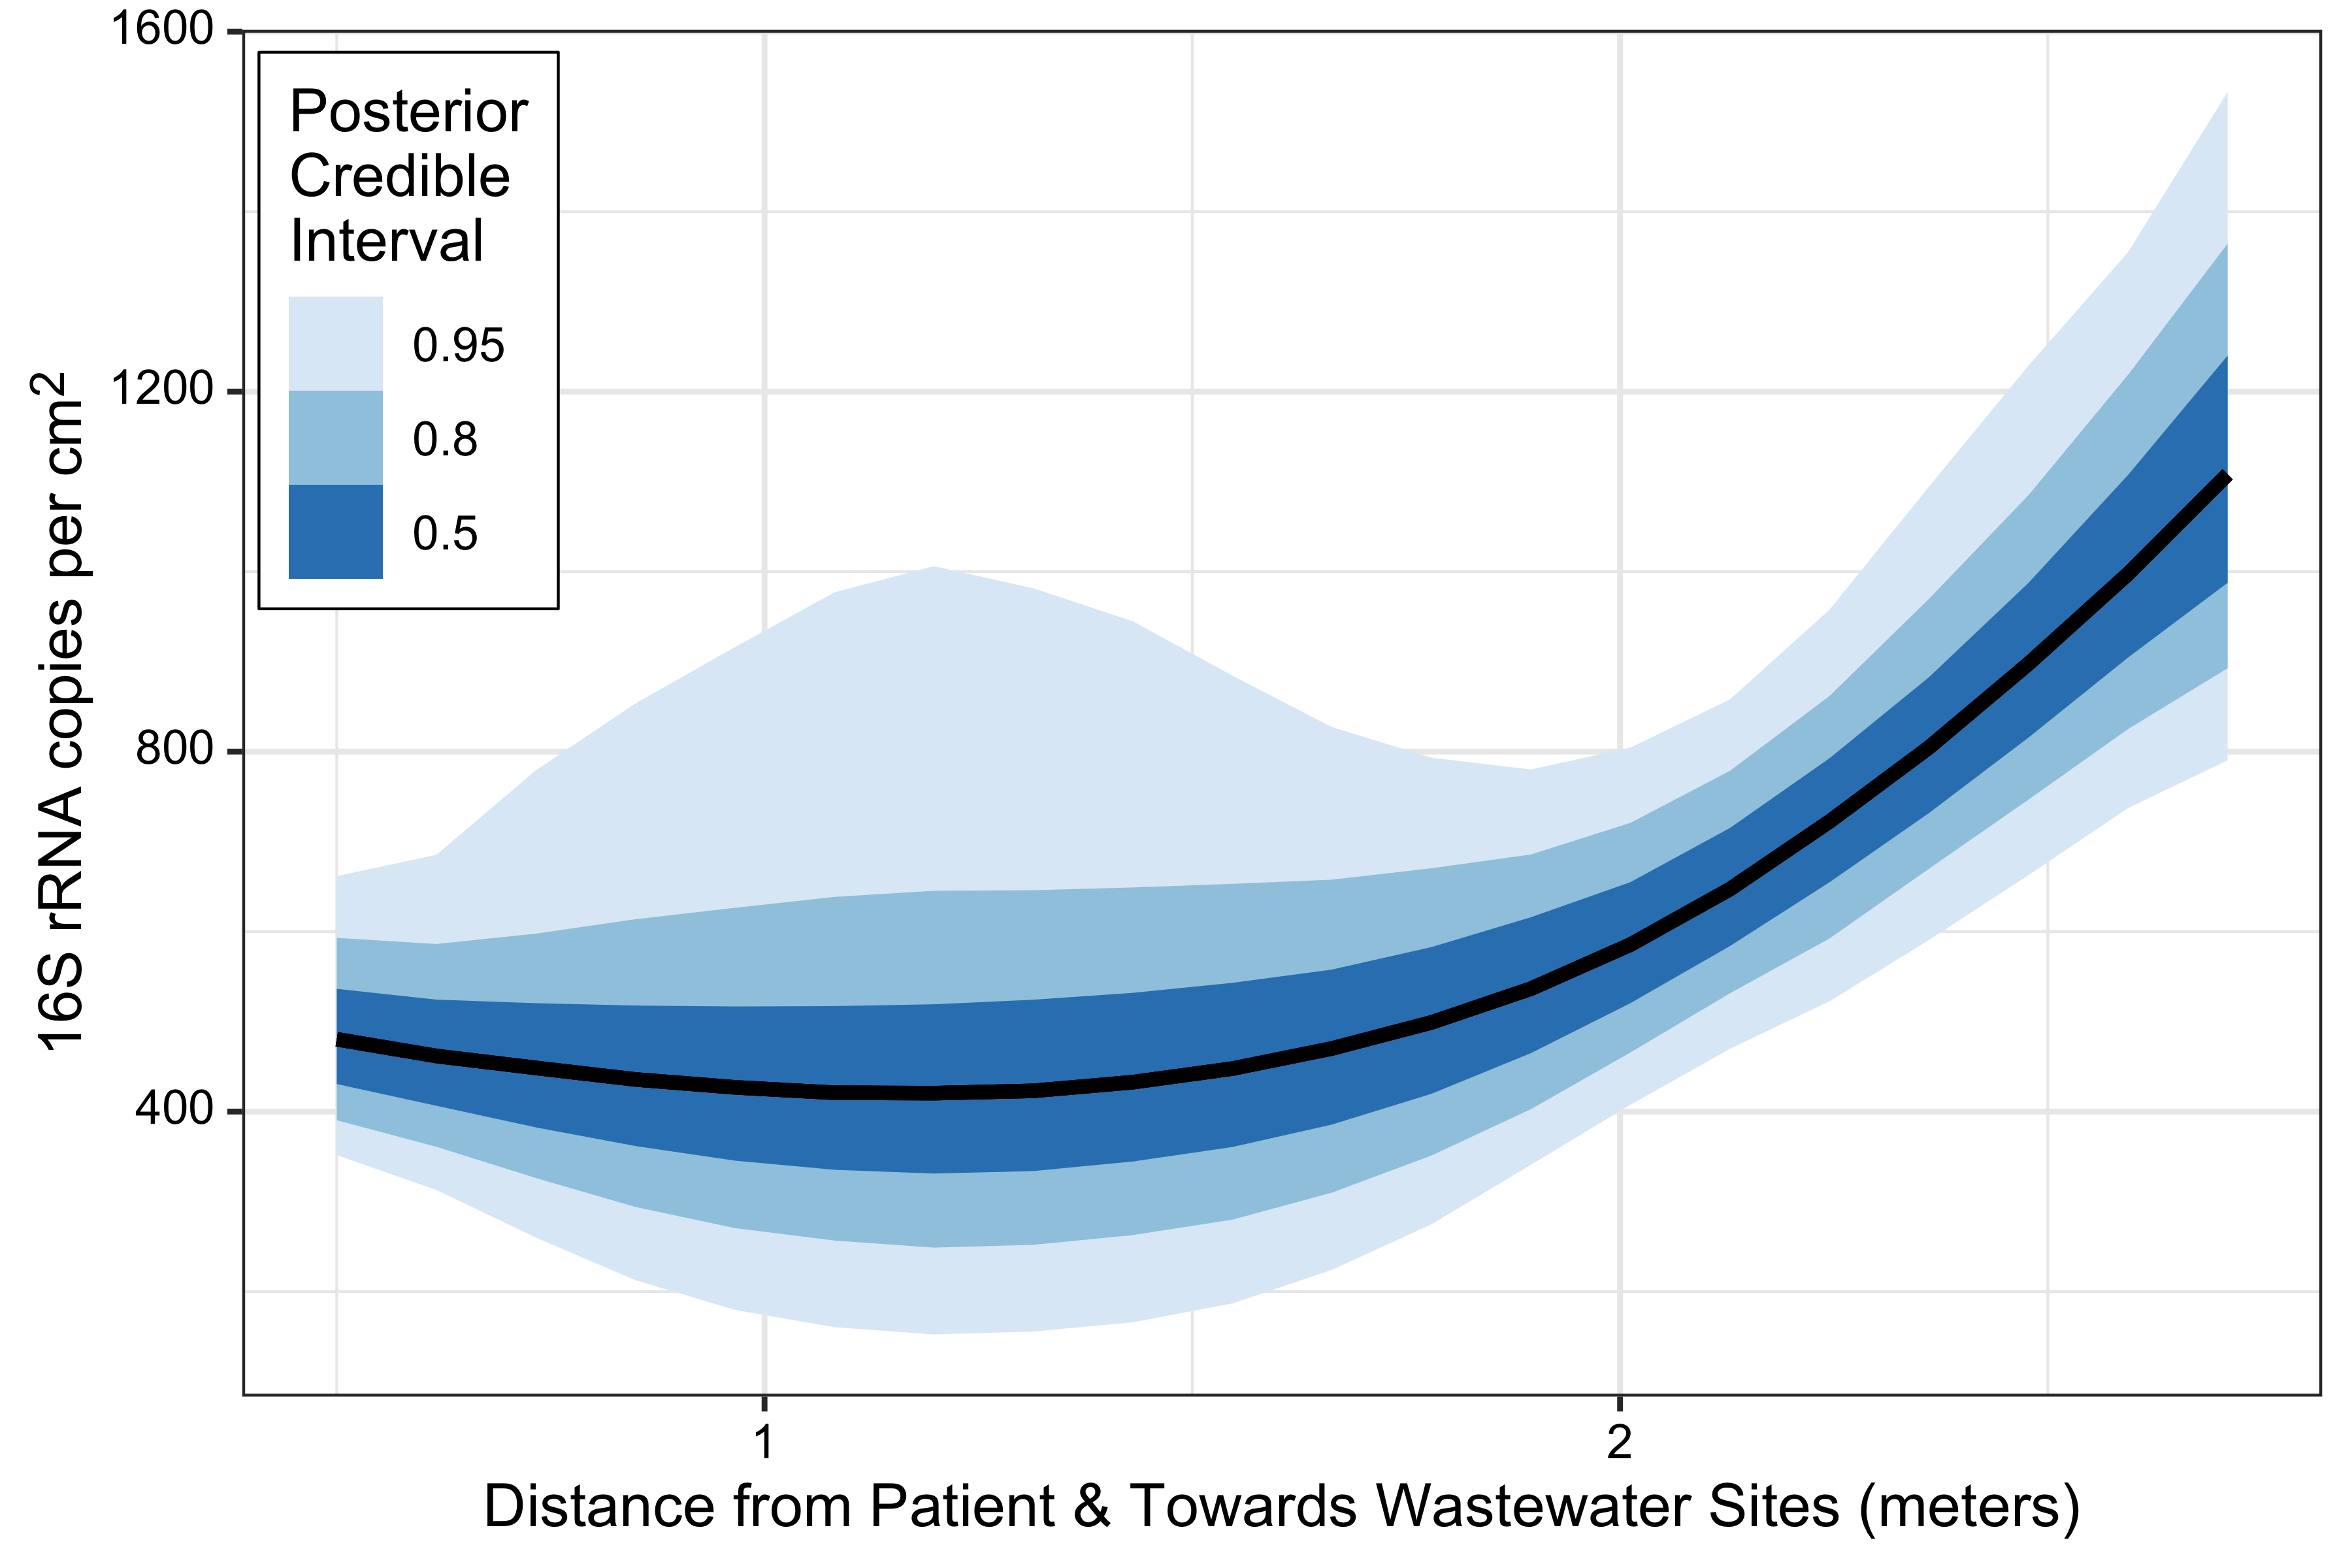 1600
1200
800
400
16S rRNA copies per cm²
Posterior
Credible
Interval
0.95
0.8
0.5
1
2
Distance from Patient & Towards Wastewater Sites (meters)